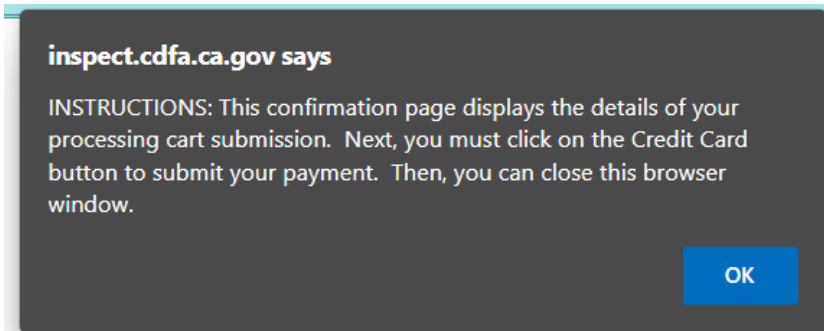 inspect.cdfa.ca.gov says
INSTRUCTIONS: This confirmation page displays the details of your
processing cart submission.  Next, you must click on the Credit Card
button to submit your payment.  Then, you can close this browser
window.
OK